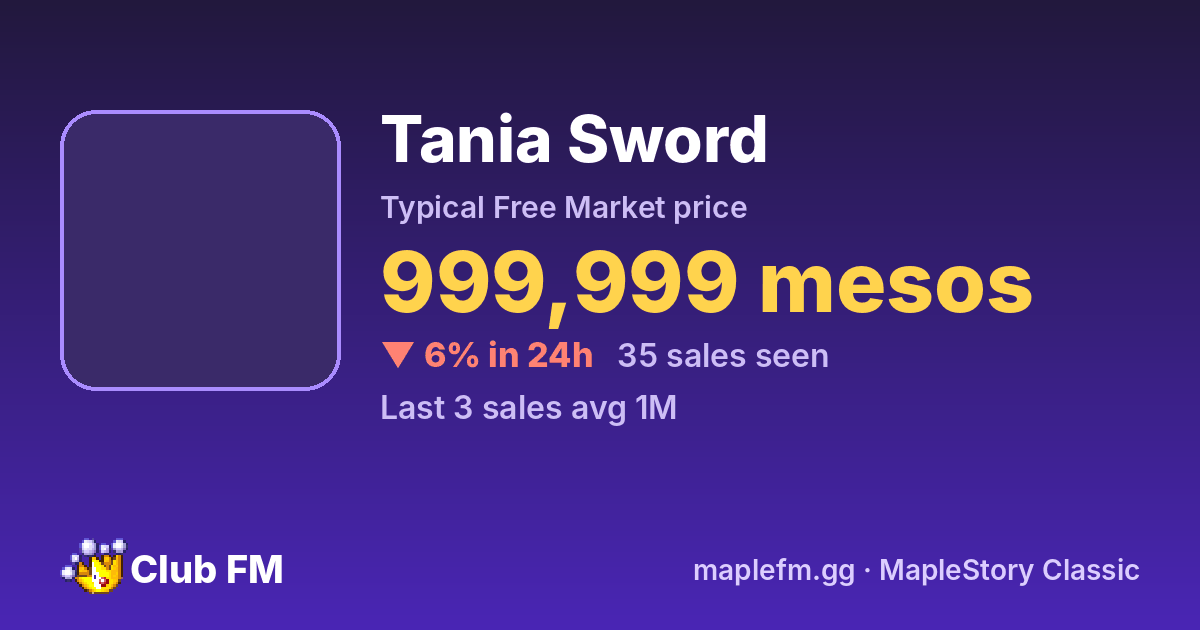 Tania Sword
Typical Free Market price
999,999 mesos
▼ 6% in 24h 35 sales seen
Last 3 sales avg 1M
Club FM
maplefm.gg · MapleStory Classic